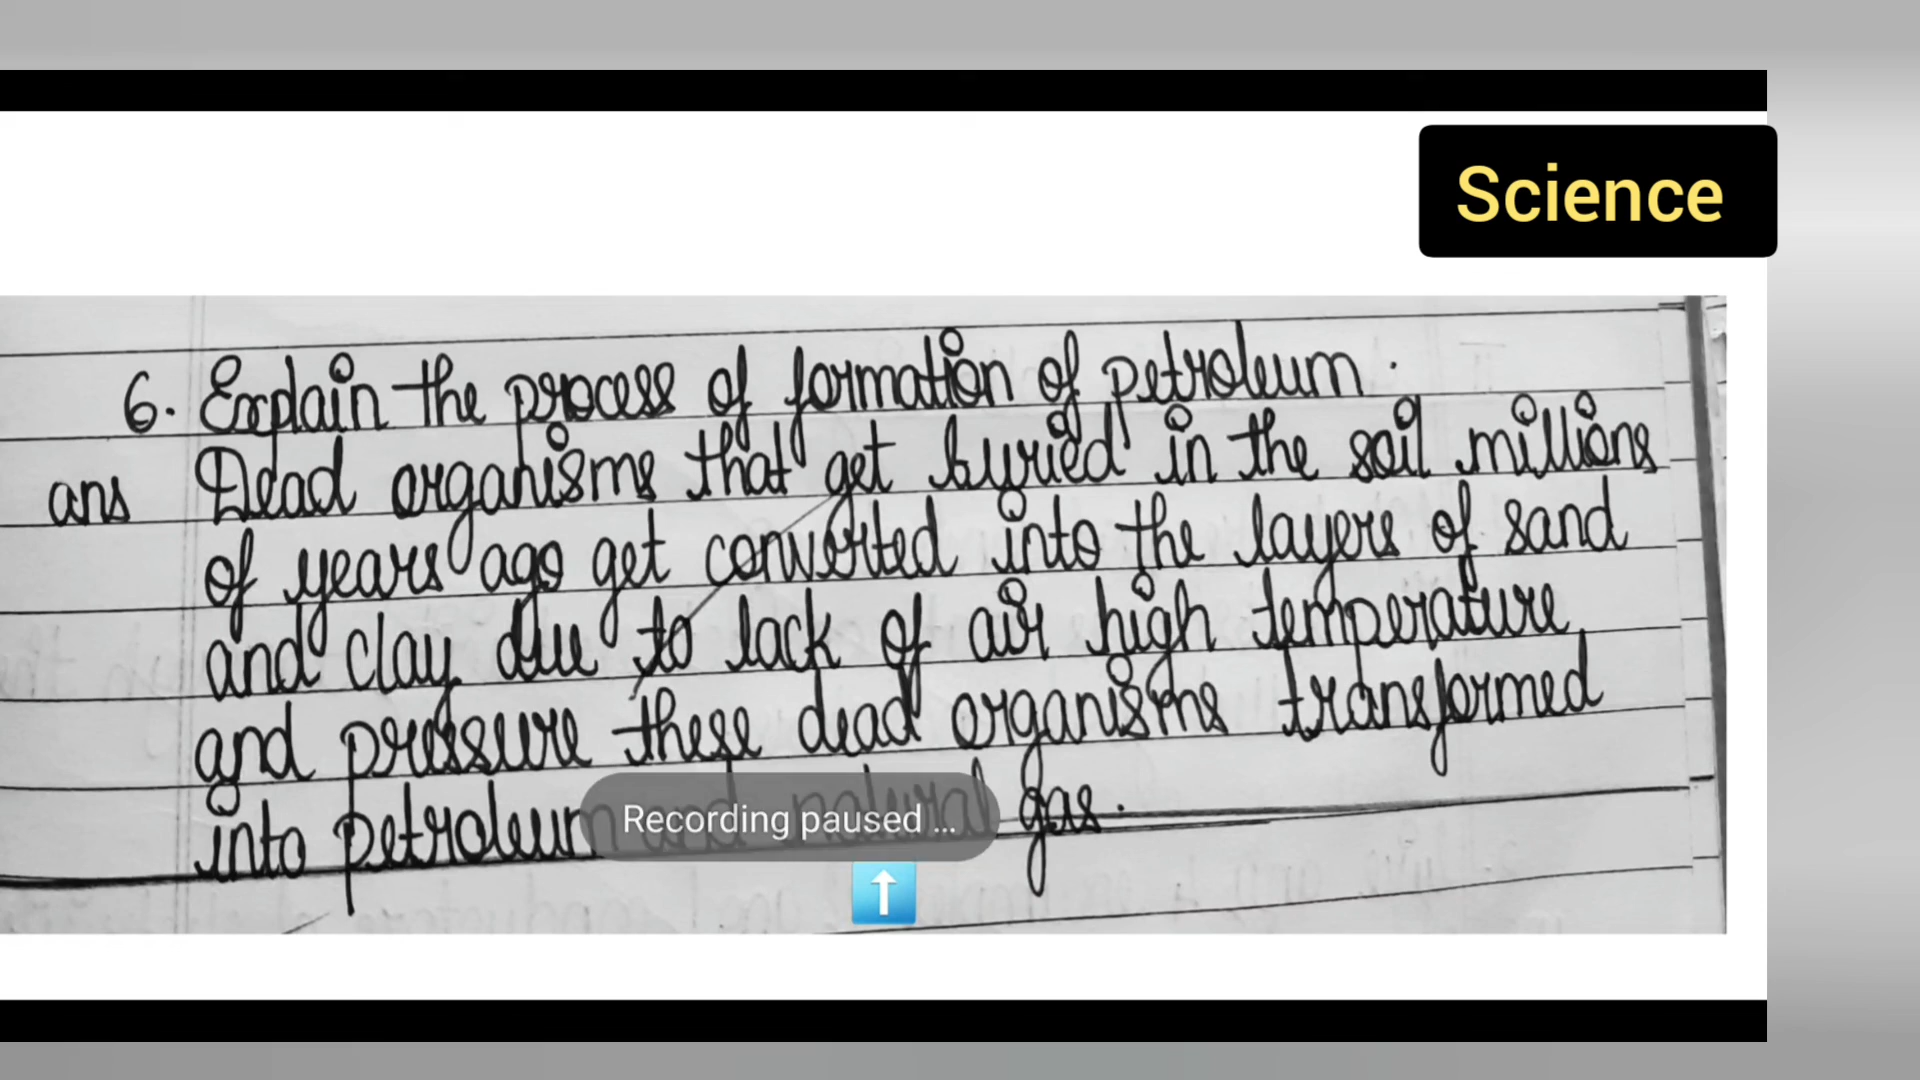 Science
6. Explain the process of formation of petroleum.
ans Dead organisms that get buried in the soil millions
of years ago get converted into the layers of sand
and clay due to lack of air high temperature
and pressure these dead organisms transformed
into petroleum and natural gas.
Recording paused ...